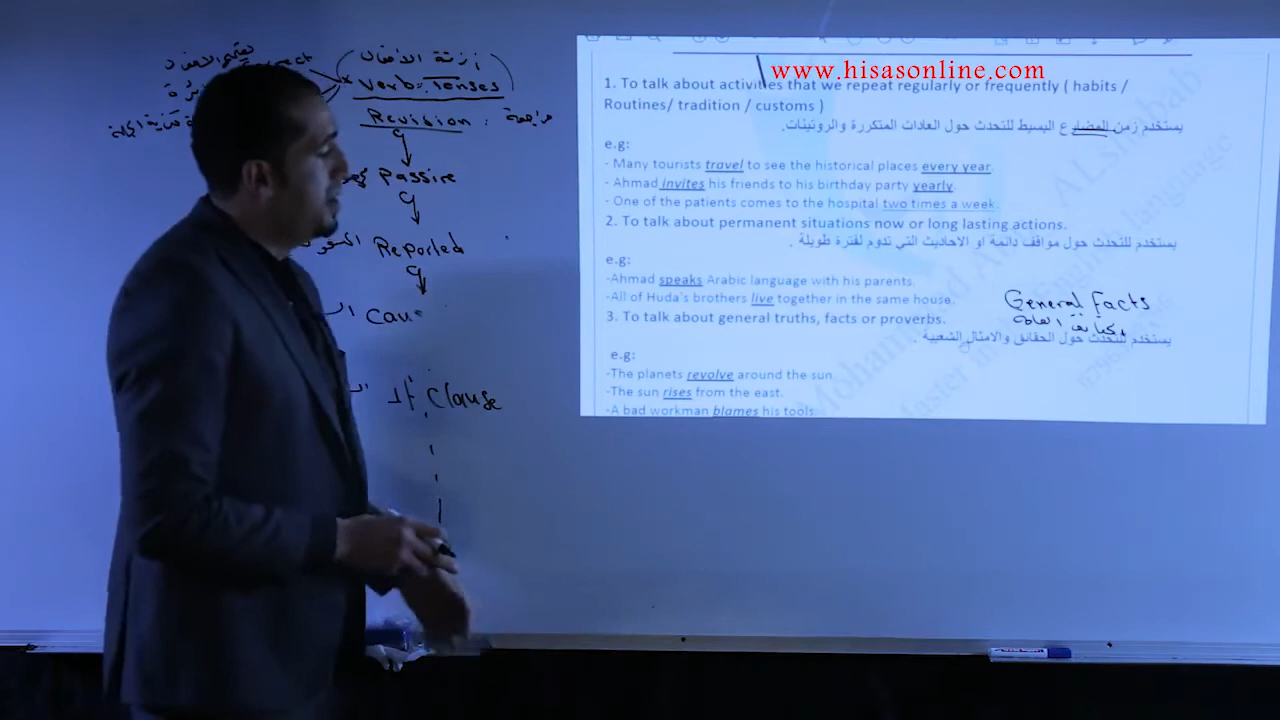 أزمنة الأفعال
Verb Tenses
Revision مراجعة
Passive
Reported
Cau
If Clause
www.hisasonline.com
1. To talk about activities that we repeat regularly or frequently ( habits /
Routines/ tradition / customs )
يستخدم زمن المضارع البسيط للتحدث حول العادات المتكررة والروتينات.
e.g:
- Many tourists travel to see the historical places every year.
- Ahmad invites his friends to his birthday party yearly.
- One of the patients comes to the hospital two times a week.
2. To talk about permanent situations now or long lasting actions.
يستخدم للتحدث حول مواقف دائمة او الاحاديث التي تدوم لفترة طويلة .
e.g:
-Ahmad speaks Arabic language with his parents.
-All of Huda's brothers live together in the same house.
General Facts
3. To talk about general truths, facts or proverbs.
يستخدم للتحدث حول الحقائق والامثال الشعبية .
e.g:
-The planets revolve around the sun.
-The sun rises from the east.
-A bad workman blames his tools.